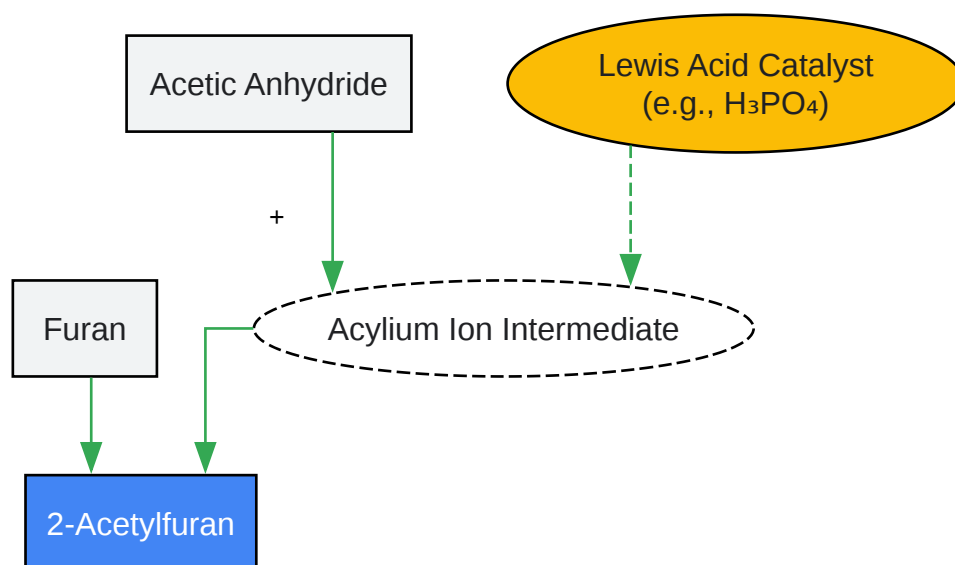 Acetic Anhydride
Lewis Acid Catalyst
(e.g., H₃PO₄)
+
Furan
Acylium Ion Intermediate
2-Acetylfuran